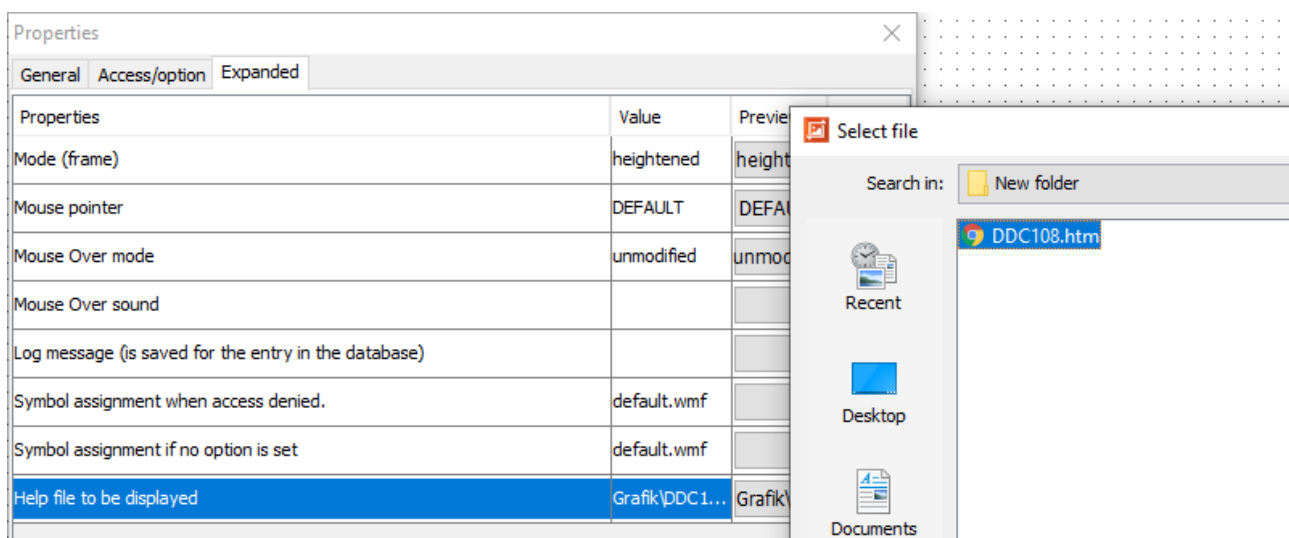 Properties
General Access/option Expanded
Properties Value Previe
Mode (frame) heightened height
Mouse pointer DEFAULT DEFAU
Mouse Over mode unmodified unmod
Mouse Over sound
Log message (is saved for the entry in the database)
Symbol assignment when access denied. default.wmf
Symbol assignment if no option is set default.wmf
Help file to be displayed Grafik\DDC1... Grafik\
Select file
Search in: New folder
DDC108.htm
Recent
Desktop
Documents